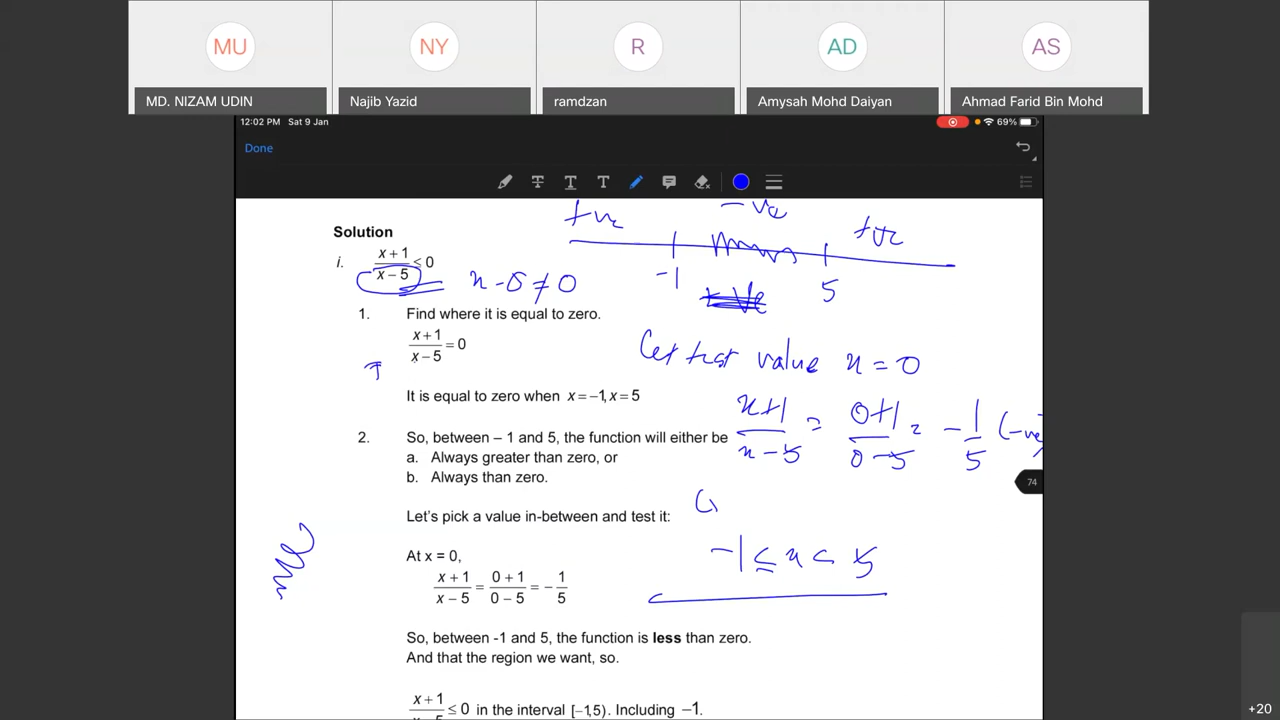 MU NY R AD AS
MD. NIZAM UDIN Najib Yazid ramdzan Amysah Mohd Daiyan Ahmad Farid Bin Mohd
12:02 PM Sat 9 Jan 69%
Done
+ve -ve +ve
-1 5
Solution
i. x + 1 / x − 5 < 0
x - 5 ≠ 0
1. Find where it is equal to zero.
x + 1 / x − 5 = 0
Let test value x = 0
It is equal to zero when x = −1, x = 5
x+1 / x-5 = 0+1 / 0-5 = -1/5 (-ve
2. So, between – 1 and 5, the function will either be
a. Always greater than zero, or
b. Always than zero.
74
Let's pick a value in-between and test it:
-1 ≤ x < 5
At x = 0,
x + 1 / x − 5 = 0 + 1 / 0 − 5 = − 1 / 5
So, between -1 and 5, the function is less than zero.
And that the region we want, so.
x + 1 / x − 5 ≤ 0 in the interval [−1,5). Including −1.
+20